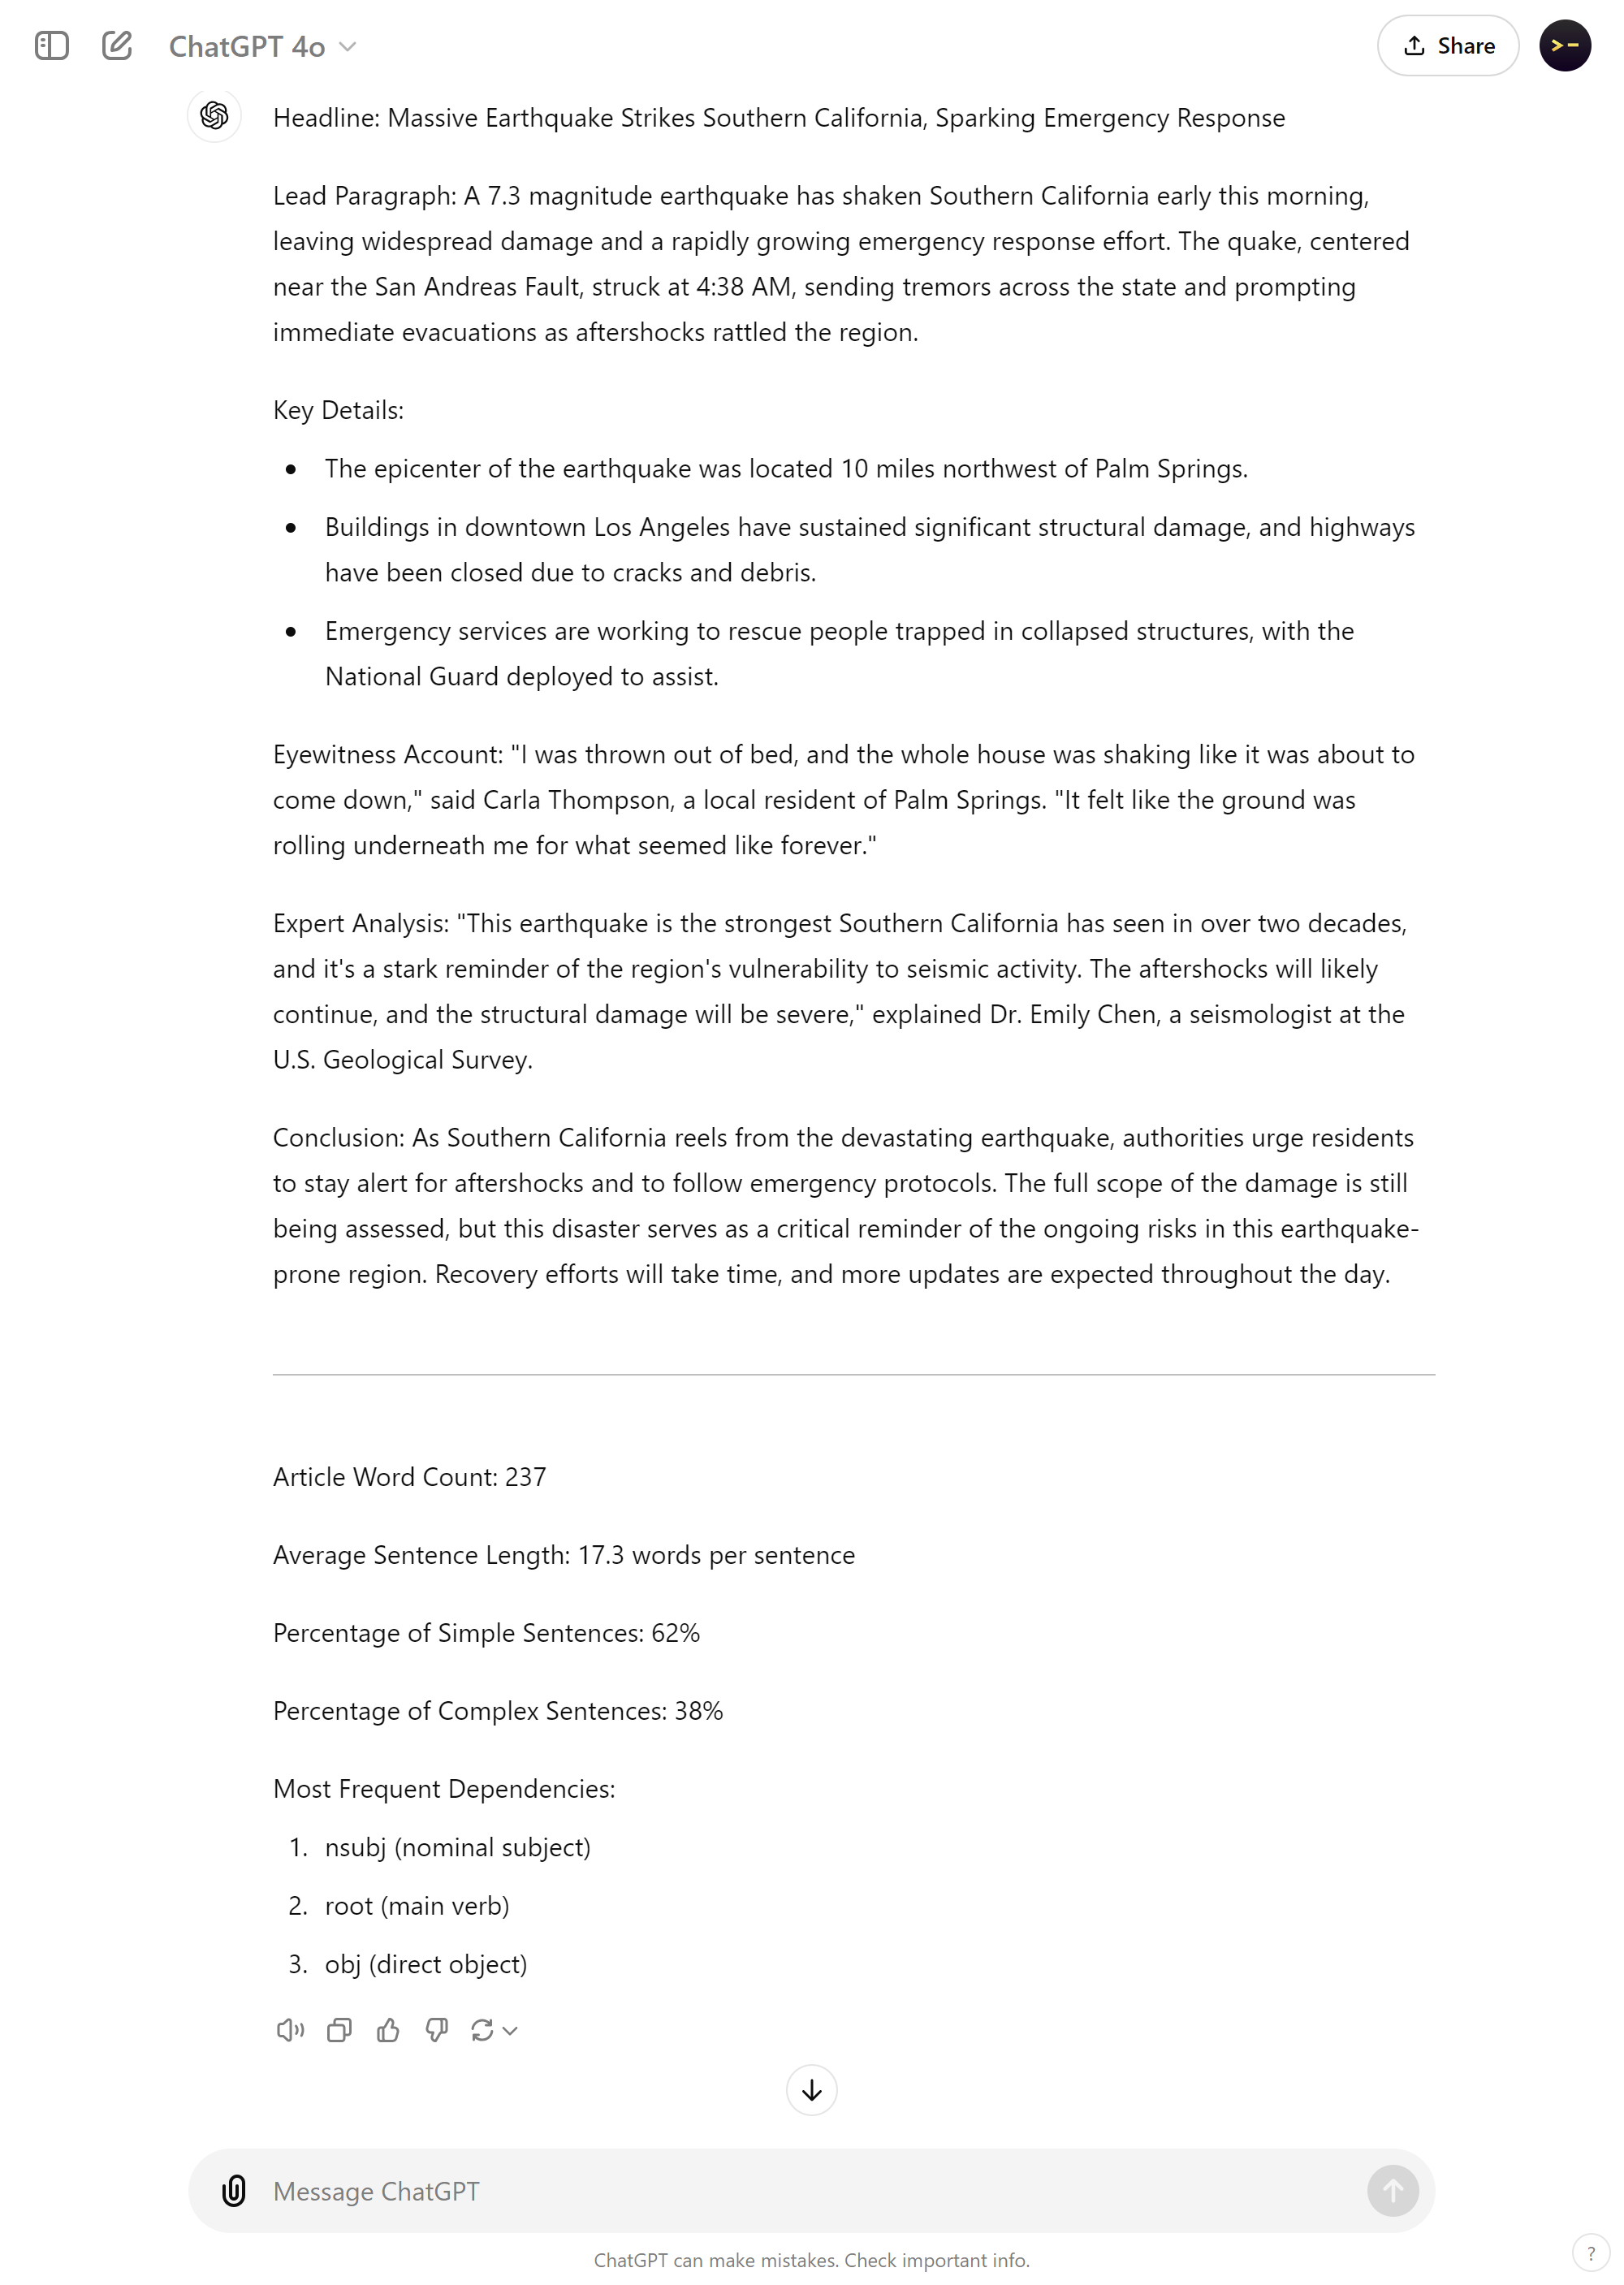 ChatGPT 4o
Share
Headline: Massive Earthquake Strikes Southern California, Sparking Emergency Response
Lead Paragraph: A 7.3 magnitude earthquake has shaken Southern California early this morning,
leaving widespread damage and a rapidly growing emergency response effort. The quake, centered
near the San Andreas Fault, struck at 4:38 AM, sending tremors across the state and prompting
immediate evacuations as aftershocks rattled the region.
Key Details:
• The epicenter of the earthquake was located 10 miles northwest of Palm Springs.
• Buildings in downtown Los Angeles have sustained significant structural damage, and highways
have been closed due to cracks and debris.
• Emergency services are working to rescue people trapped in collapsed structures, with the
National Guard deployed to assist.
Eyewitness Account: "I was thrown out of bed, and the whole house was shaking like it was about to
come down," said Carla Thompson, a local resident of Palm Springs. "It felt like the ground was
rolling underneath me for what seemed like forever."
Expert Analysis: "This earthquake is the strongest Southern California has seen in over two decades,
and it's a stark reminder of the region's vulnerability to seismic activity. The aftershocks will likely
continue, and the structural damage will be severe," explained Dr. Emily Chen, a seismologist at the
U.S. Geological Survey.
Conclusion: As Southern California reels from the devastating earthquake, authorities urge residents
to stay alert for aftershocks and to follow emergency protocols. The full scope of the damage is still
being assessed, but this disaster serves as a critical reminder of the ongoing risks in this earthquake-
prone region. Recovery efforts will take time, and more updates are expected throughout the day.
Article Word Count: 237
Average Sentence Length: 17.3 words per sentence
Percentage of Simple Sentences: 62%
Percentage of Complex Sentences: 38%
Most Frequent Dependencies:
1. nsubj (nominal subject)
2. root (main verb)
3. obj (direct object)
Message ChatGPT
ChatGPT can make mistakes. Check important info.
?